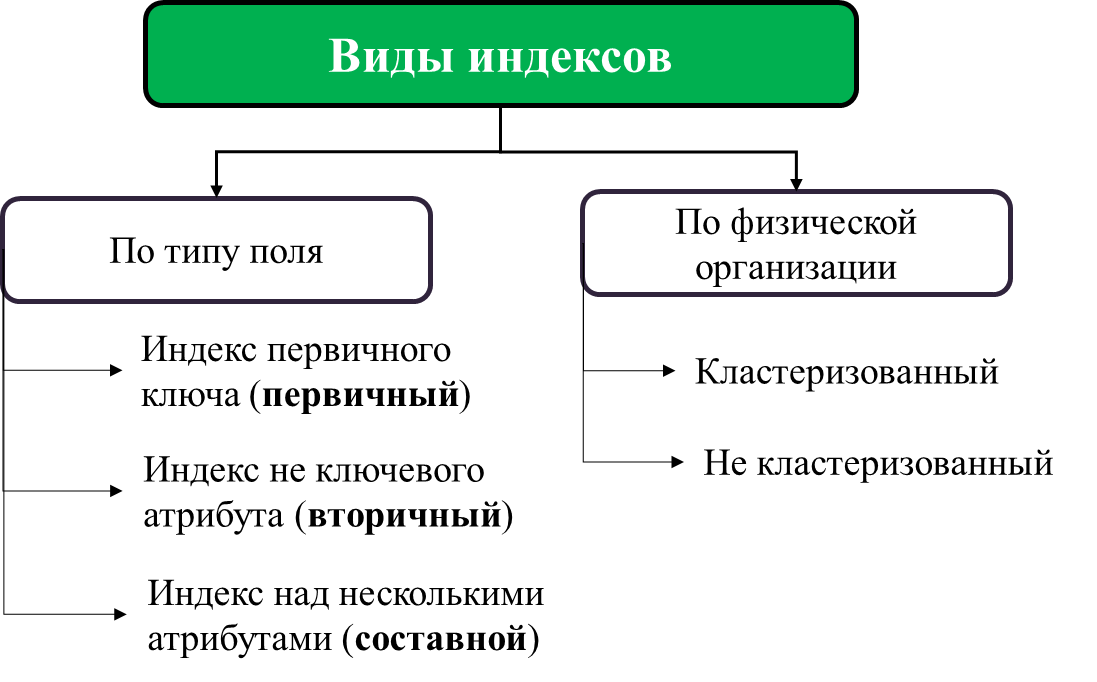 Виды индексов
По типу поля
Индекс первичного
ключа (первичный)
Индекс не ключевого
атрибута (вторичный)
Индекс над несколькими
атрибутами (составной)
По физической
организации
Кластеризованный
Не кластеризованный